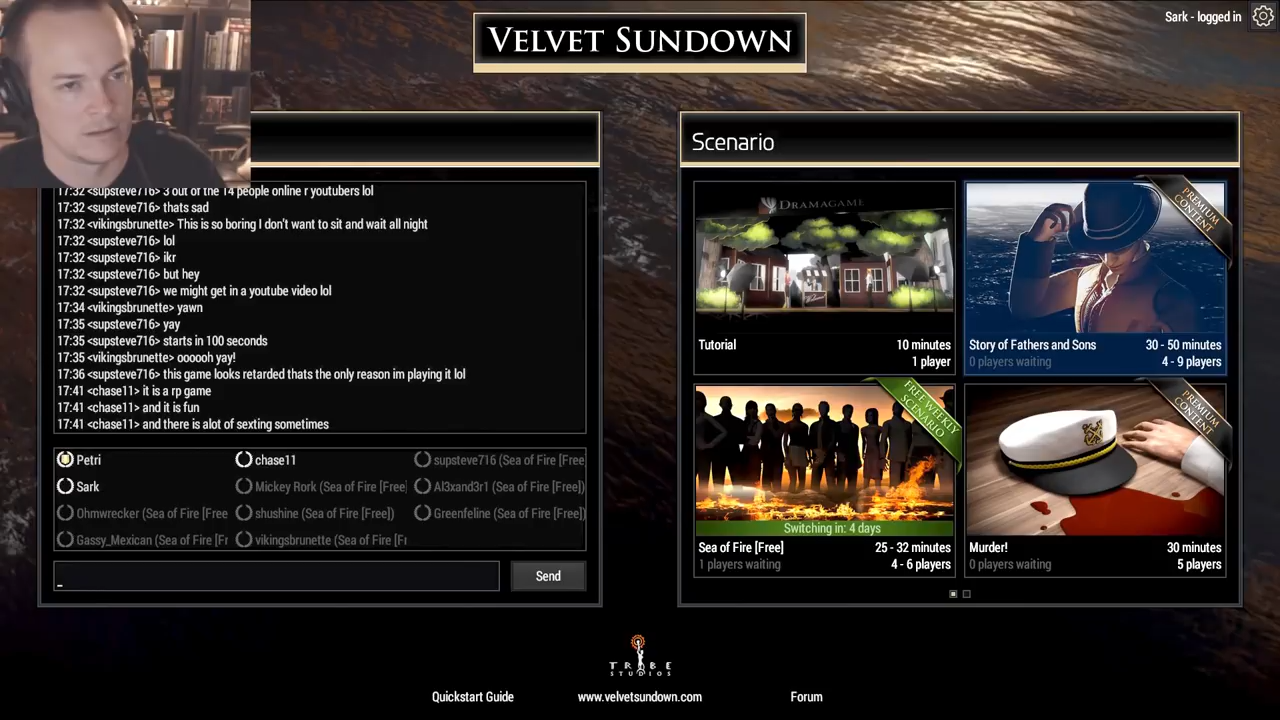 Sark - logged in
VELVET SUNDOWN
Scenario
17:32 <supsteve716> 3 out of the 14 people online r youtubers lol
17:32 <supsteve716> thats sad
17:32 <vikingsbrunette> This is so boring I don't want to sit and wait all night
17:32 <supsteve716> lol
17:32 <supsteve716> ikr
17:32 <supsteve716> but hey
17:32 <supsteve716> we might get in a youtube video lol
17:34 <vikingsbrunette> yawn
17:35 <supsteve716> yay
17:35 <supsteve716> starts in 100 seconds
17:35 <vikingsbrunette> oooooh yay!
17:36 <supsteve716> this game looks retarded thats the only reason im playing it lol
17:41 <chase11> it is a rp game
17:41 <chase11> and it is fun
17:41 <chase11> and there is alot of sexting sometimes
Petri chase11 supsteve716 (Sea of Fire [Free
Sark Mickey Rork (Sea of Fire [Free] Al3xand3r1 (Sea of Fire [Free])
Ohmwrecker (Sea of Fire [Free shushine (Sea of Fire [Free]) Greenfeline (Sea of Fire [Free])
Gassy_Mexican (Sea of Fire [Fr vikingsbrunette (Sea of Fire [Fr
_
Send
DRAMAGAME
Tutorial 10 minutes
1 player
PREMIUM CONTENT
Story of Fathers and Sons 30 - 50 minutes
0 players waiting 4 - 9 players
FREE WEEKLY SCENARIO
Switching in: 4 days
Sea of Fire [Free] 25 - 32 minutes
1 players waiting 4 - 6 players
PREMIUM CONTENT
Murder! 30 minutes
0 players waiting 5 players
TRIBE
STUDIOS
Quickstart Guide www.velvetsundown.com Forum